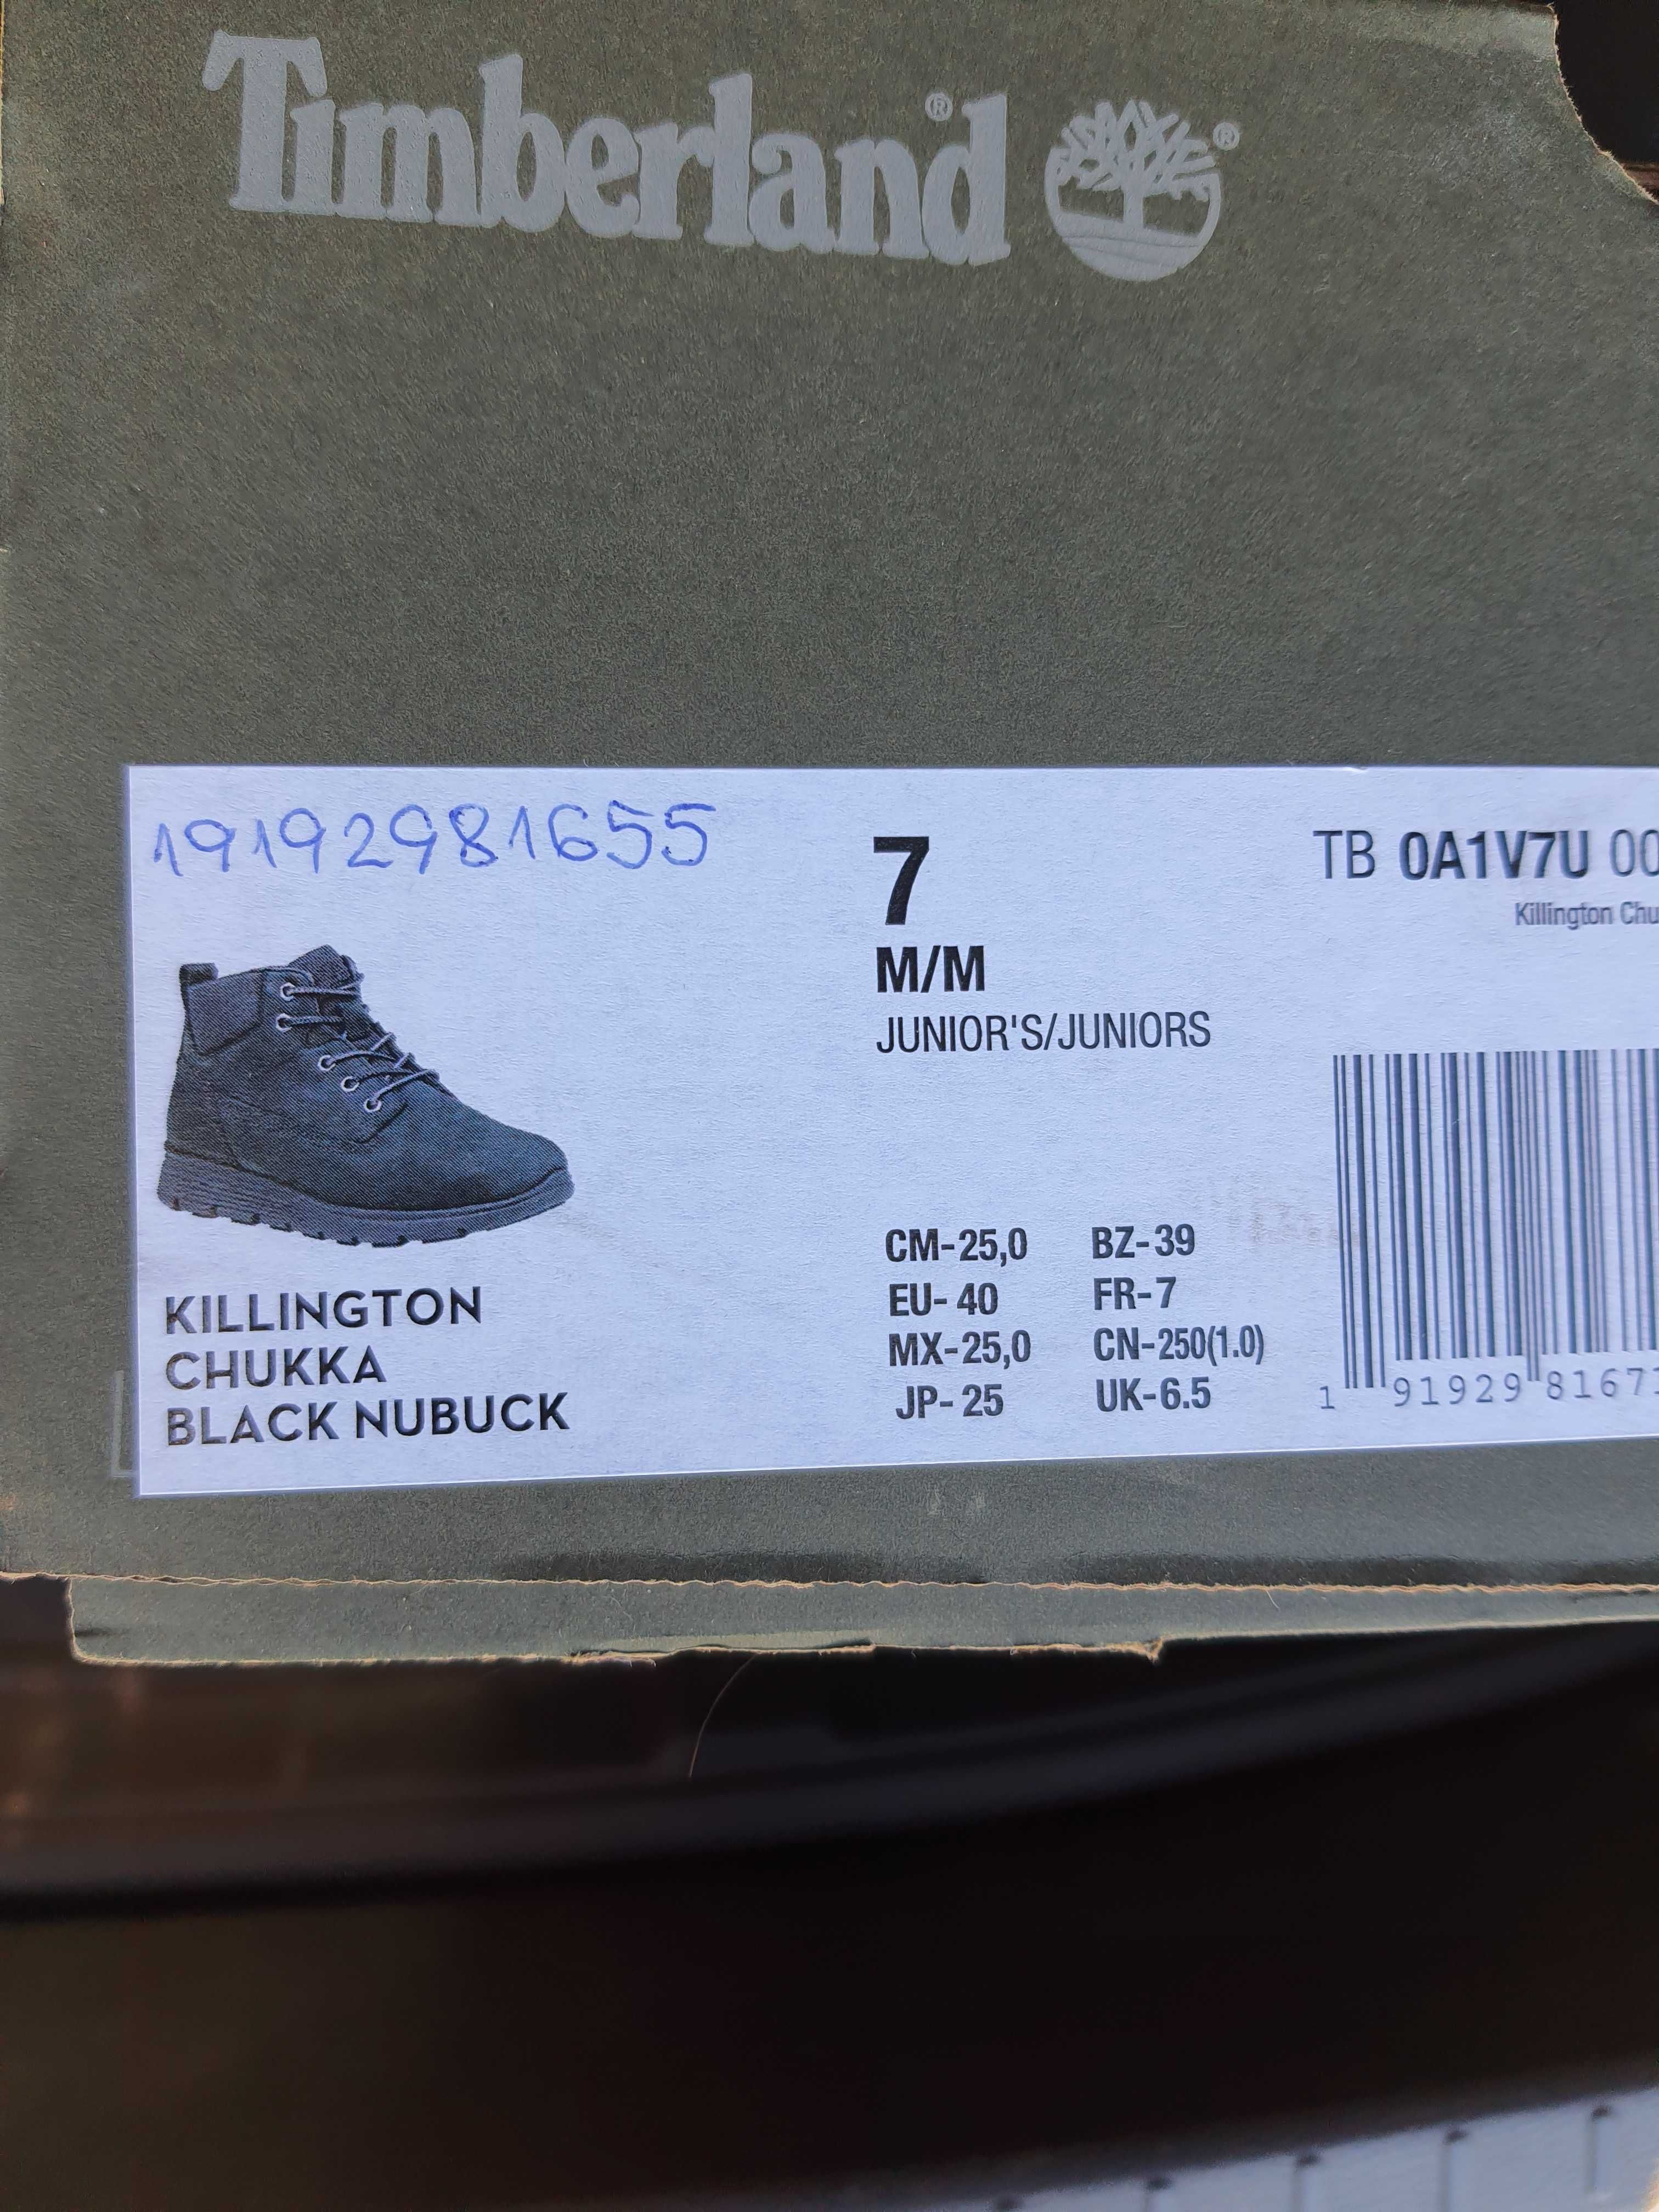 Timberland
19192981655
7
M/M
JUNIOR'S/JUNIORS
TB 0A1V7U 00
Killington Chu
KILLINGTON
CHUKKA
BLACK NUBUCK
CM-25,0 BZ-39
EU- 40 FR-7
MX-25,0 CN-250(1.0)
JP- 25 UK-6.5
1 91929 8167